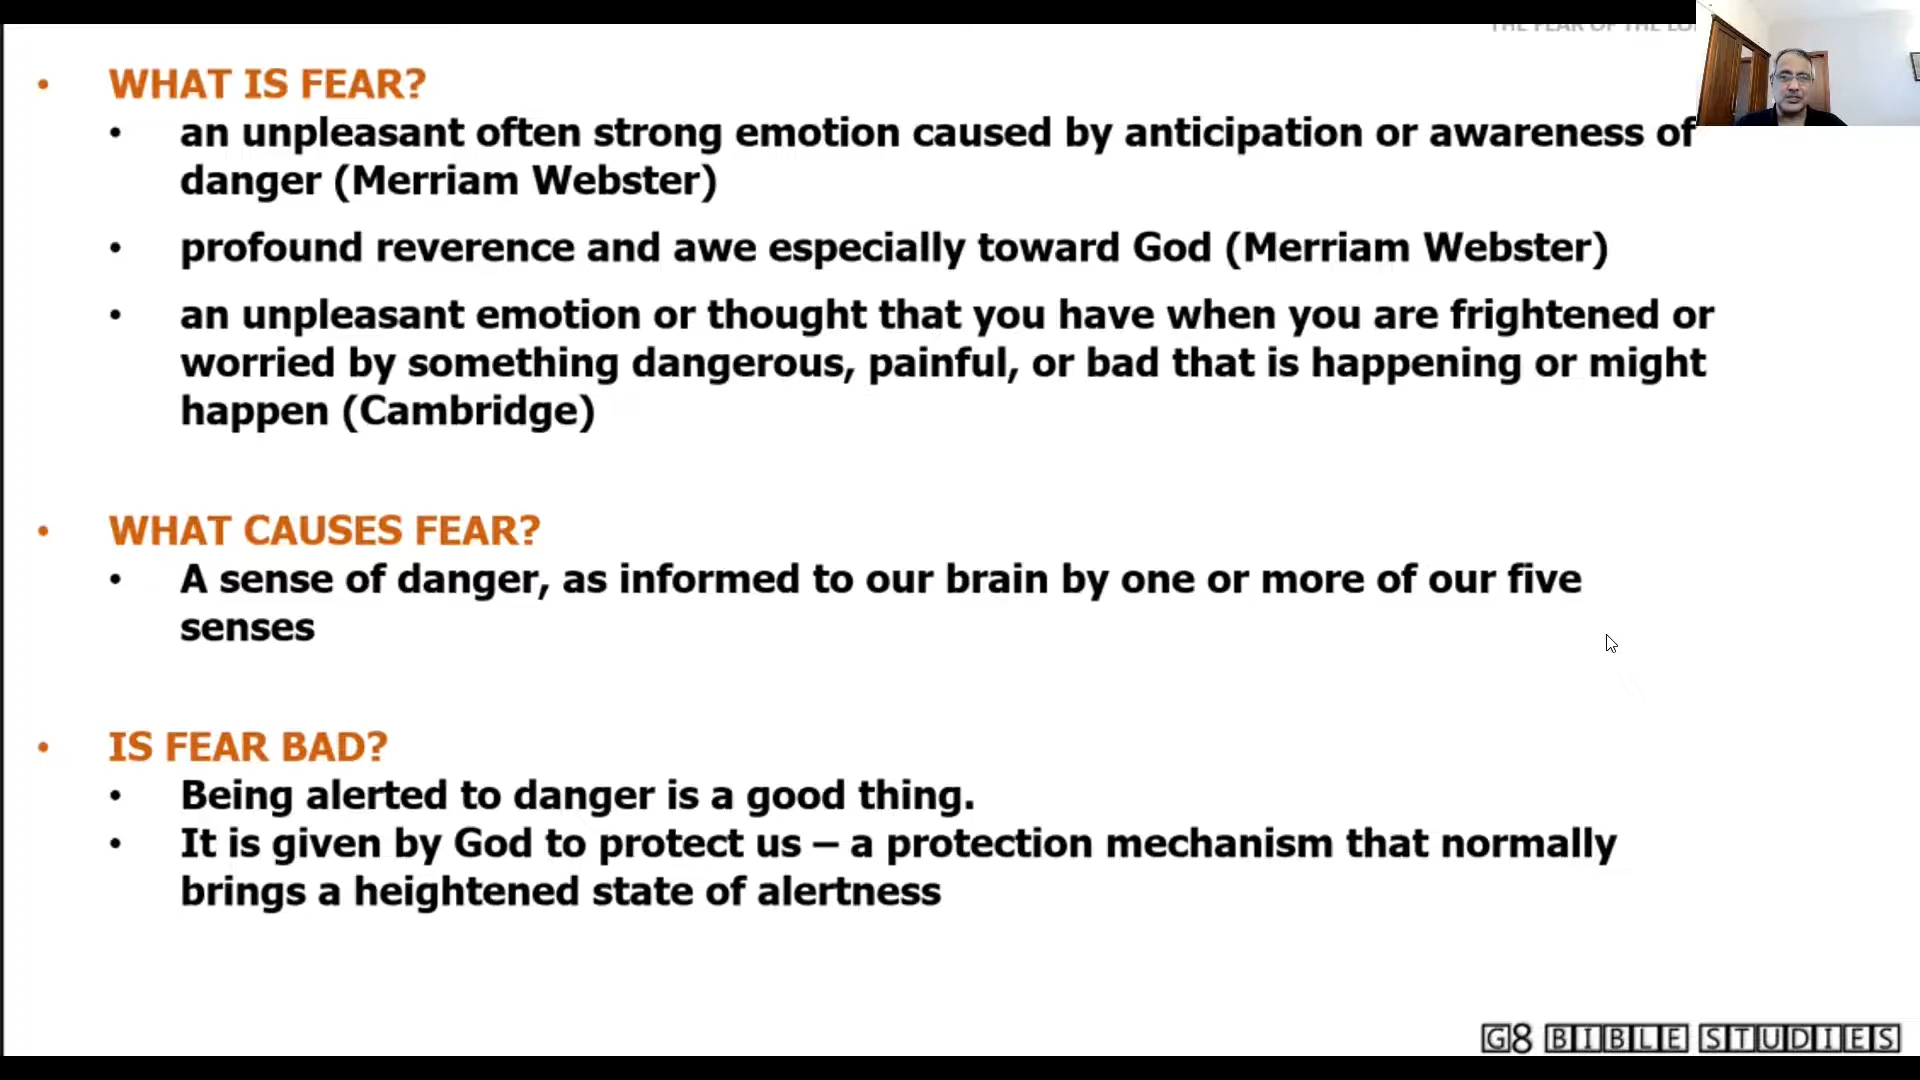 THE FEAR OF THE
• WHAT IS FEAR?
• an unpleasant often strong emotion caused by anticipation or awareness of
danger (Merriam Webster)
• profound reverence and awe especially toward God (Merriam Webster)
• an unpleasant emotion or thought that you have when you are frightened or
worried by something dangerous, painful, or bad that is happening or might
happen (Cambridge)
• WHAT CAUSES FEAR?
• A sense of danger, as informed to our brain by one or more of our five
senses
• IS FEAR BAD?
• Being alerted to danger is a good thing.
• It is given by God to protect us – a protection mechanism that normally
brings a heightened state of alertness
G8 BIBLE STUDIES